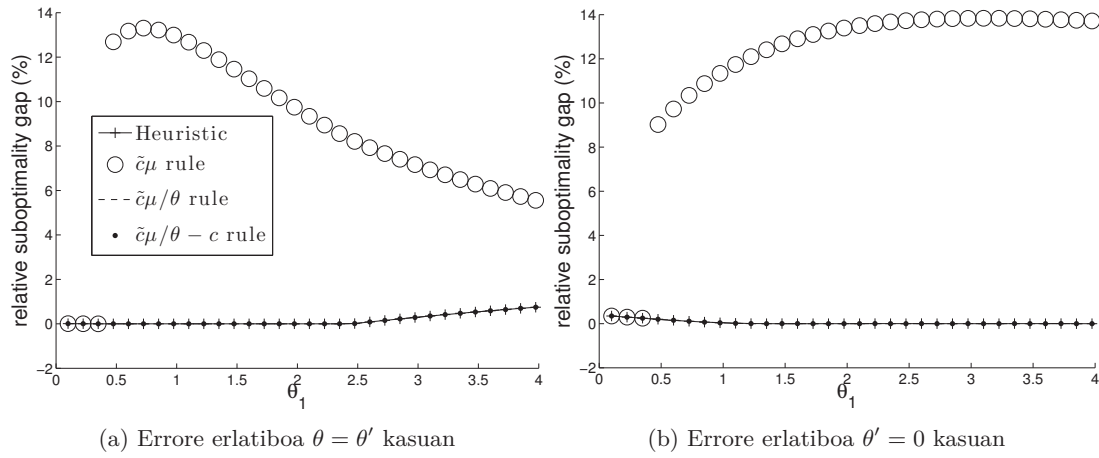 relative suboptimality gap (%)
14
12
10
8
6
4
2
0
−2
0 0.5 1 1.5 2 2.5 3 3.5 4
θ₁
Heuristic
c̃μ rule
c̃μ/θ rule
c̃μ/θ − c rule
(a) Errore erlatiboa θ = θ′ kasuan
relative suboptimality gap (%)
14
12
10
8
6
4
2
0
−2
0 0.5 1 1.5 2 2.5 3 3.5 4
θ₁
(b) Errore erlatiboa θ′ = 0 kasuan